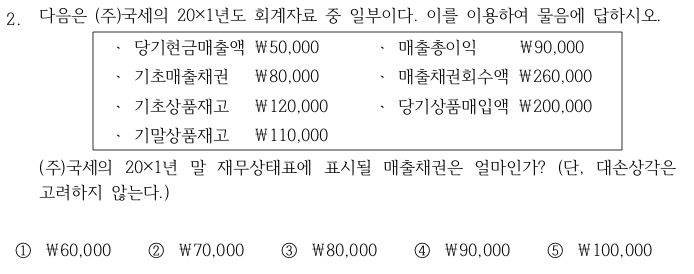 2. 다음은 (주)국세의 20×1년도 회계자료 중 일부이다. 이를 이용하여 물음에 답하시오.
、 당기현금매출액 ₩50,000 、 매출총이익 ₩90,000
、 기초매출채권 ₩80,000 、 매출채권회수액 ₩260,000
、 기초상품재고 ₩120,000 、 당기상품매입액 ₩200,000
、 기말상품재고 ₩110,000
(주)국세의 20×1년 말 재무상태표에 표시될 매출채권은 얼마인가? (단, 대손상각은
고려하지 않는다.)
① ₩60,000 ② ₩70,000 ③ ₩80,000 ④ ₩90,000 ⑤ ₩100,000